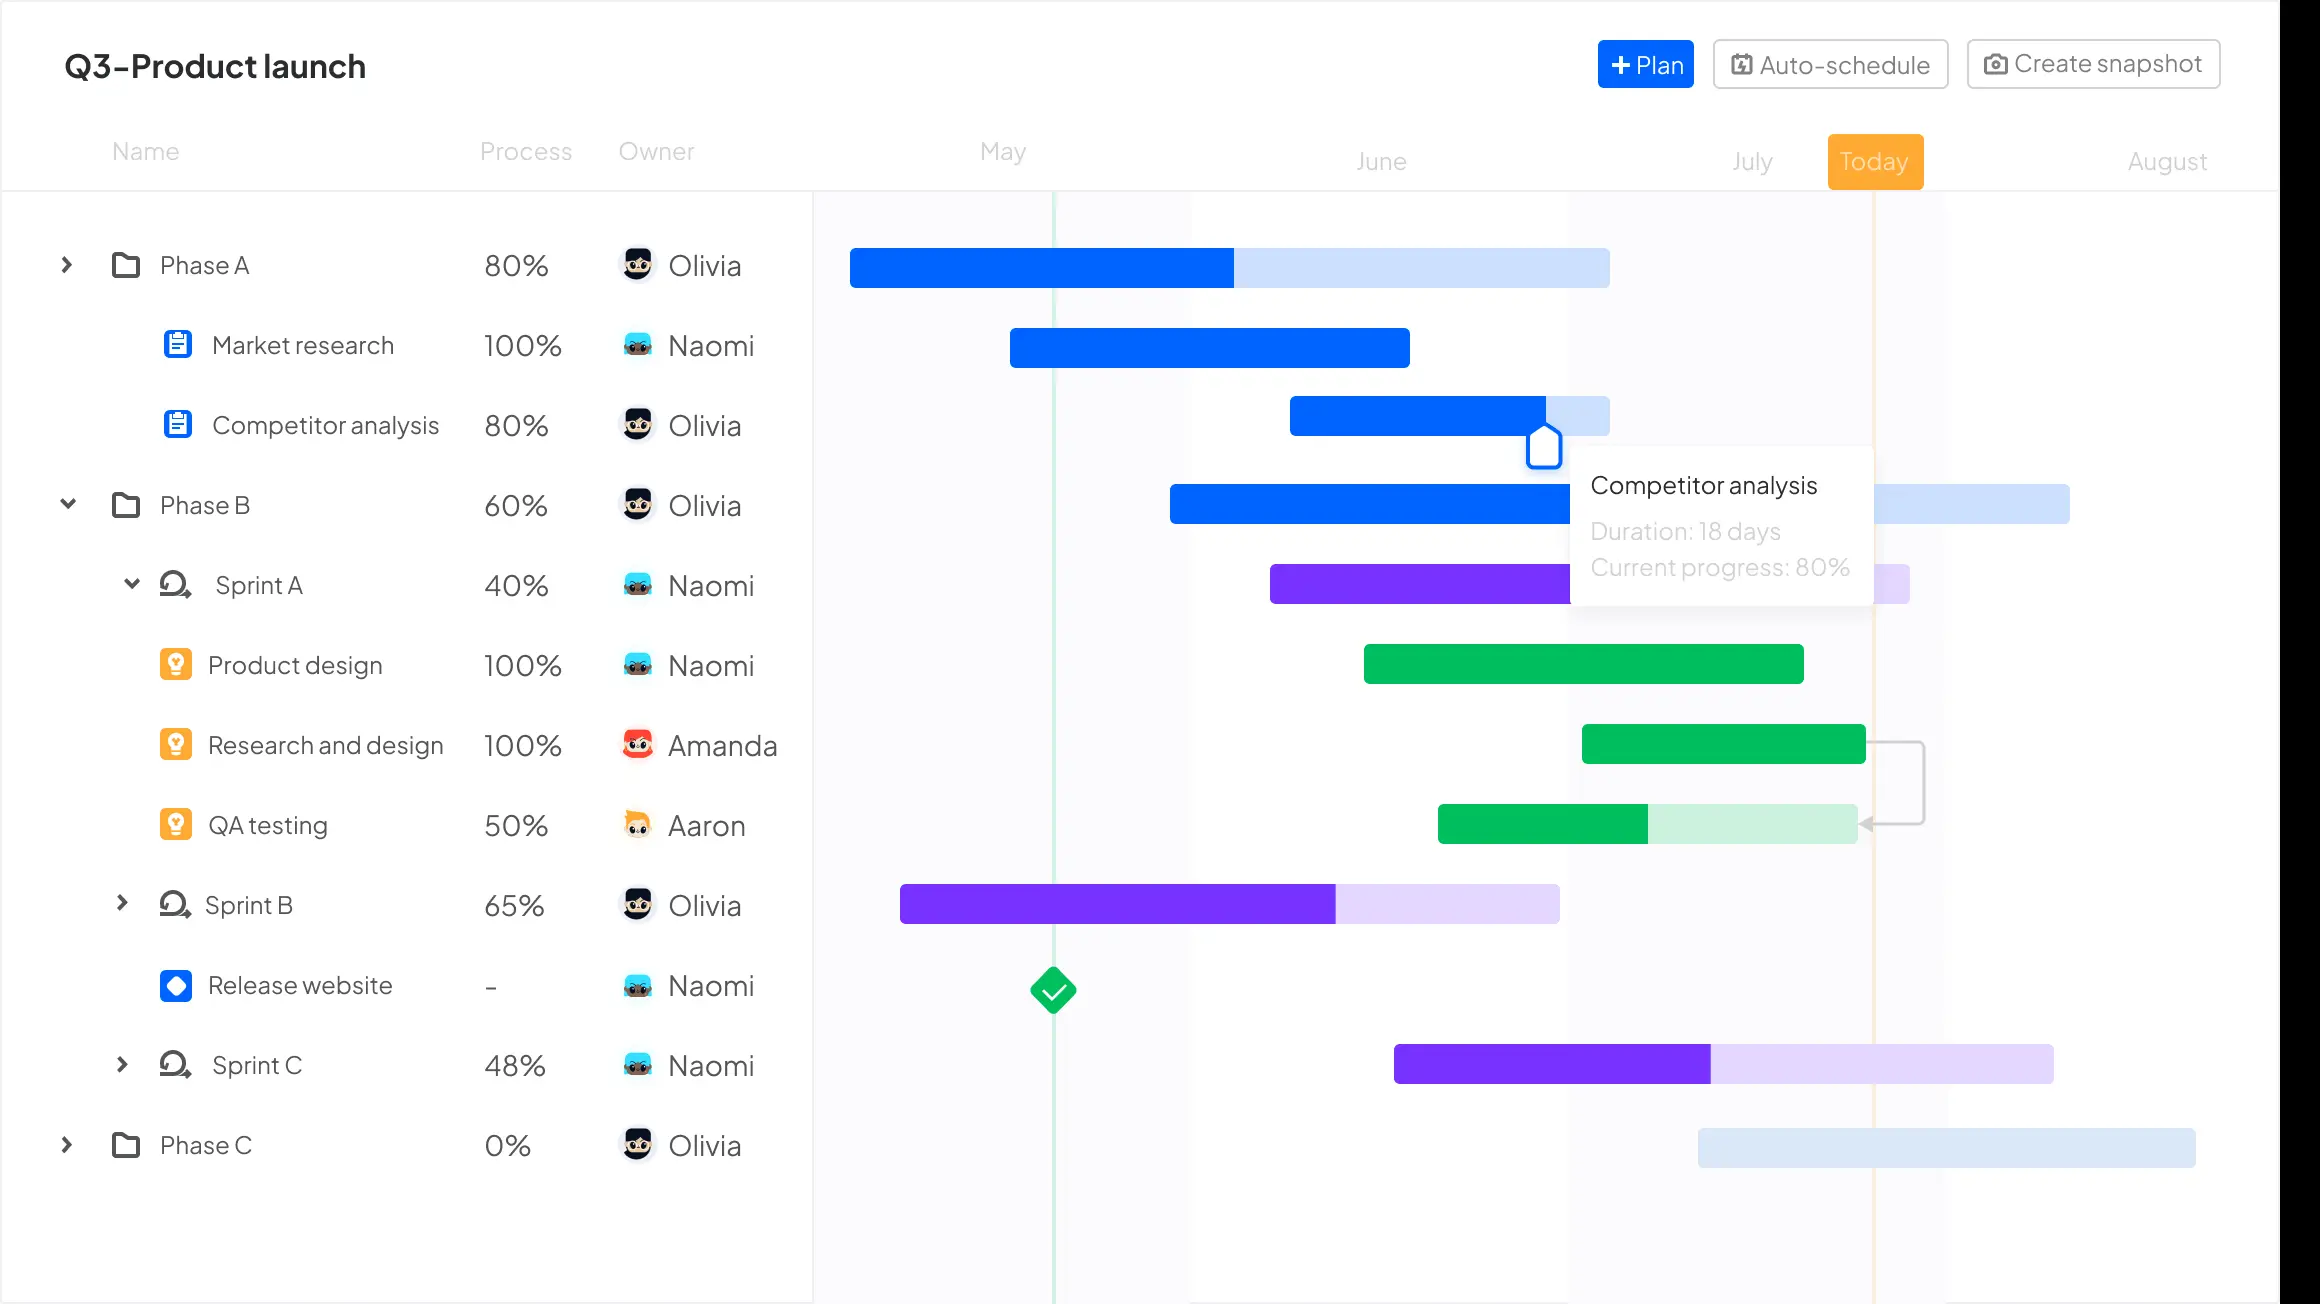 Q3-Product launch
Plan
Auto-schedule
Create snapshot
Name Process Owner May June July Today August
Phase A 80% Olivia
Market research 100% Naomi
Competitor analysis 80% Olivia
Competitor analysis
Duration: 18 days
Current progress: 80%
Phase B 60% Olivia
Sprint A 40% Naomi
Product design 100% Naomi
Research and design 100% Amanda
QA testing 50% Aaron
Sprint B 65% Olivia
Release website - Naomi
Sprint C 48% Naomi
Phase C 0% Olivia